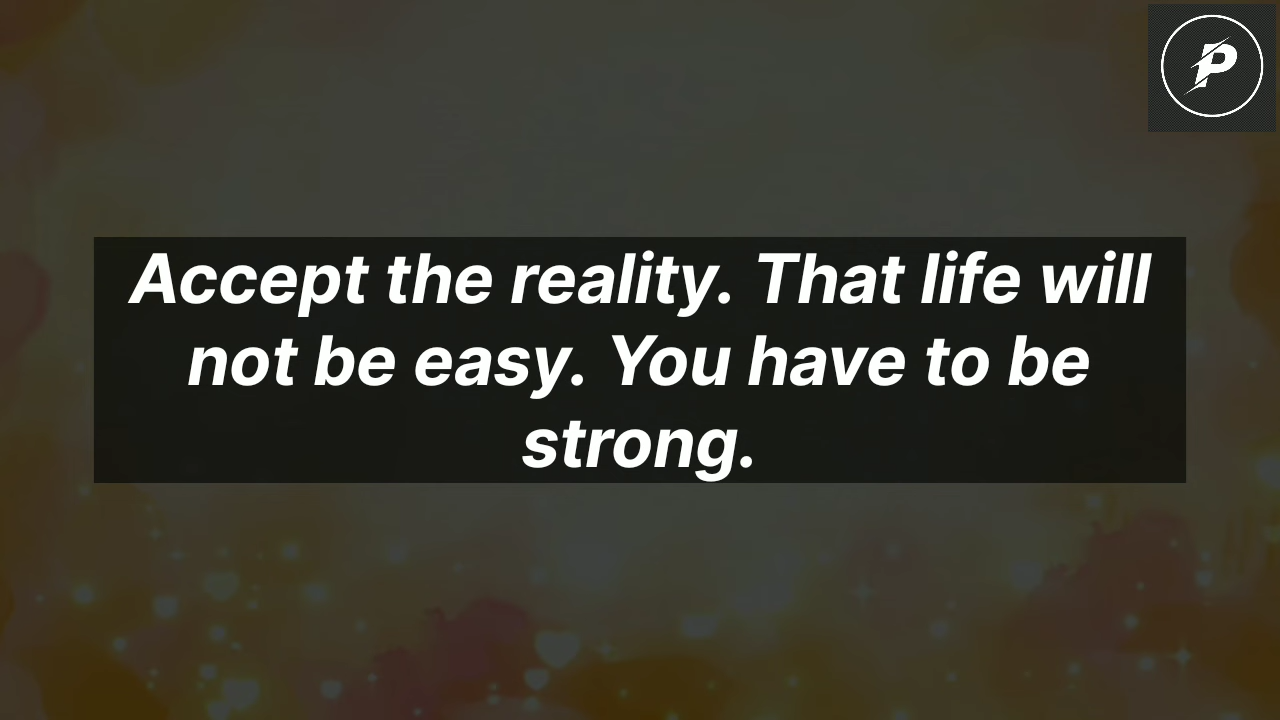 P
Accept the reality. That life will
not be easy. You have to be
strong.